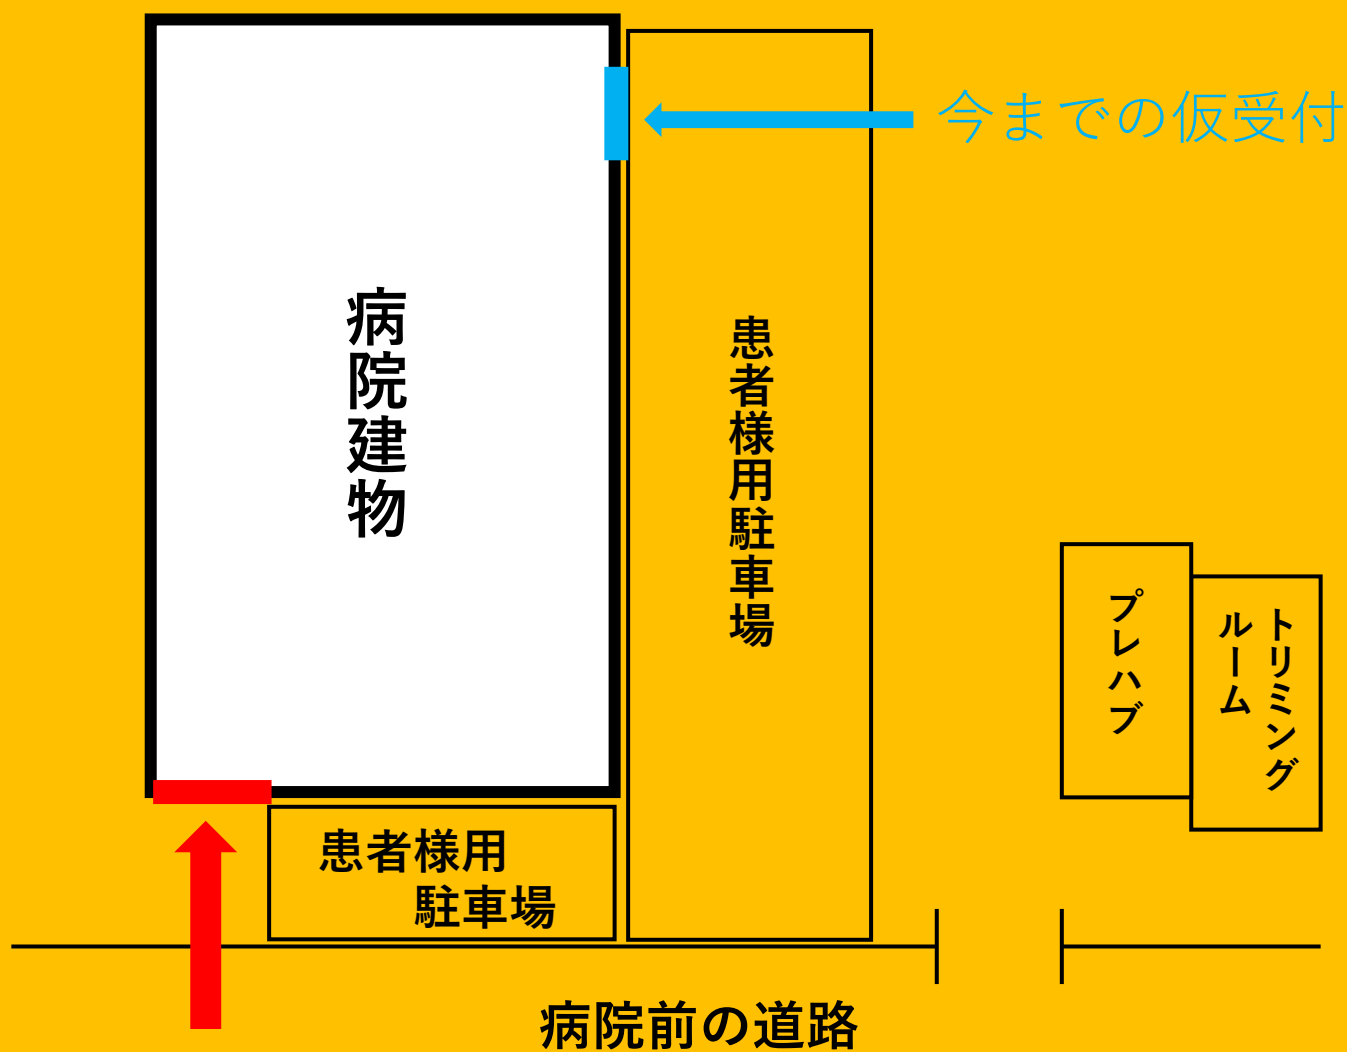 今までの仮受付
病院建物
患者様用駐車場
プレハブ
トリミング
ルーム
患者様用
駐車場
病院前の道路